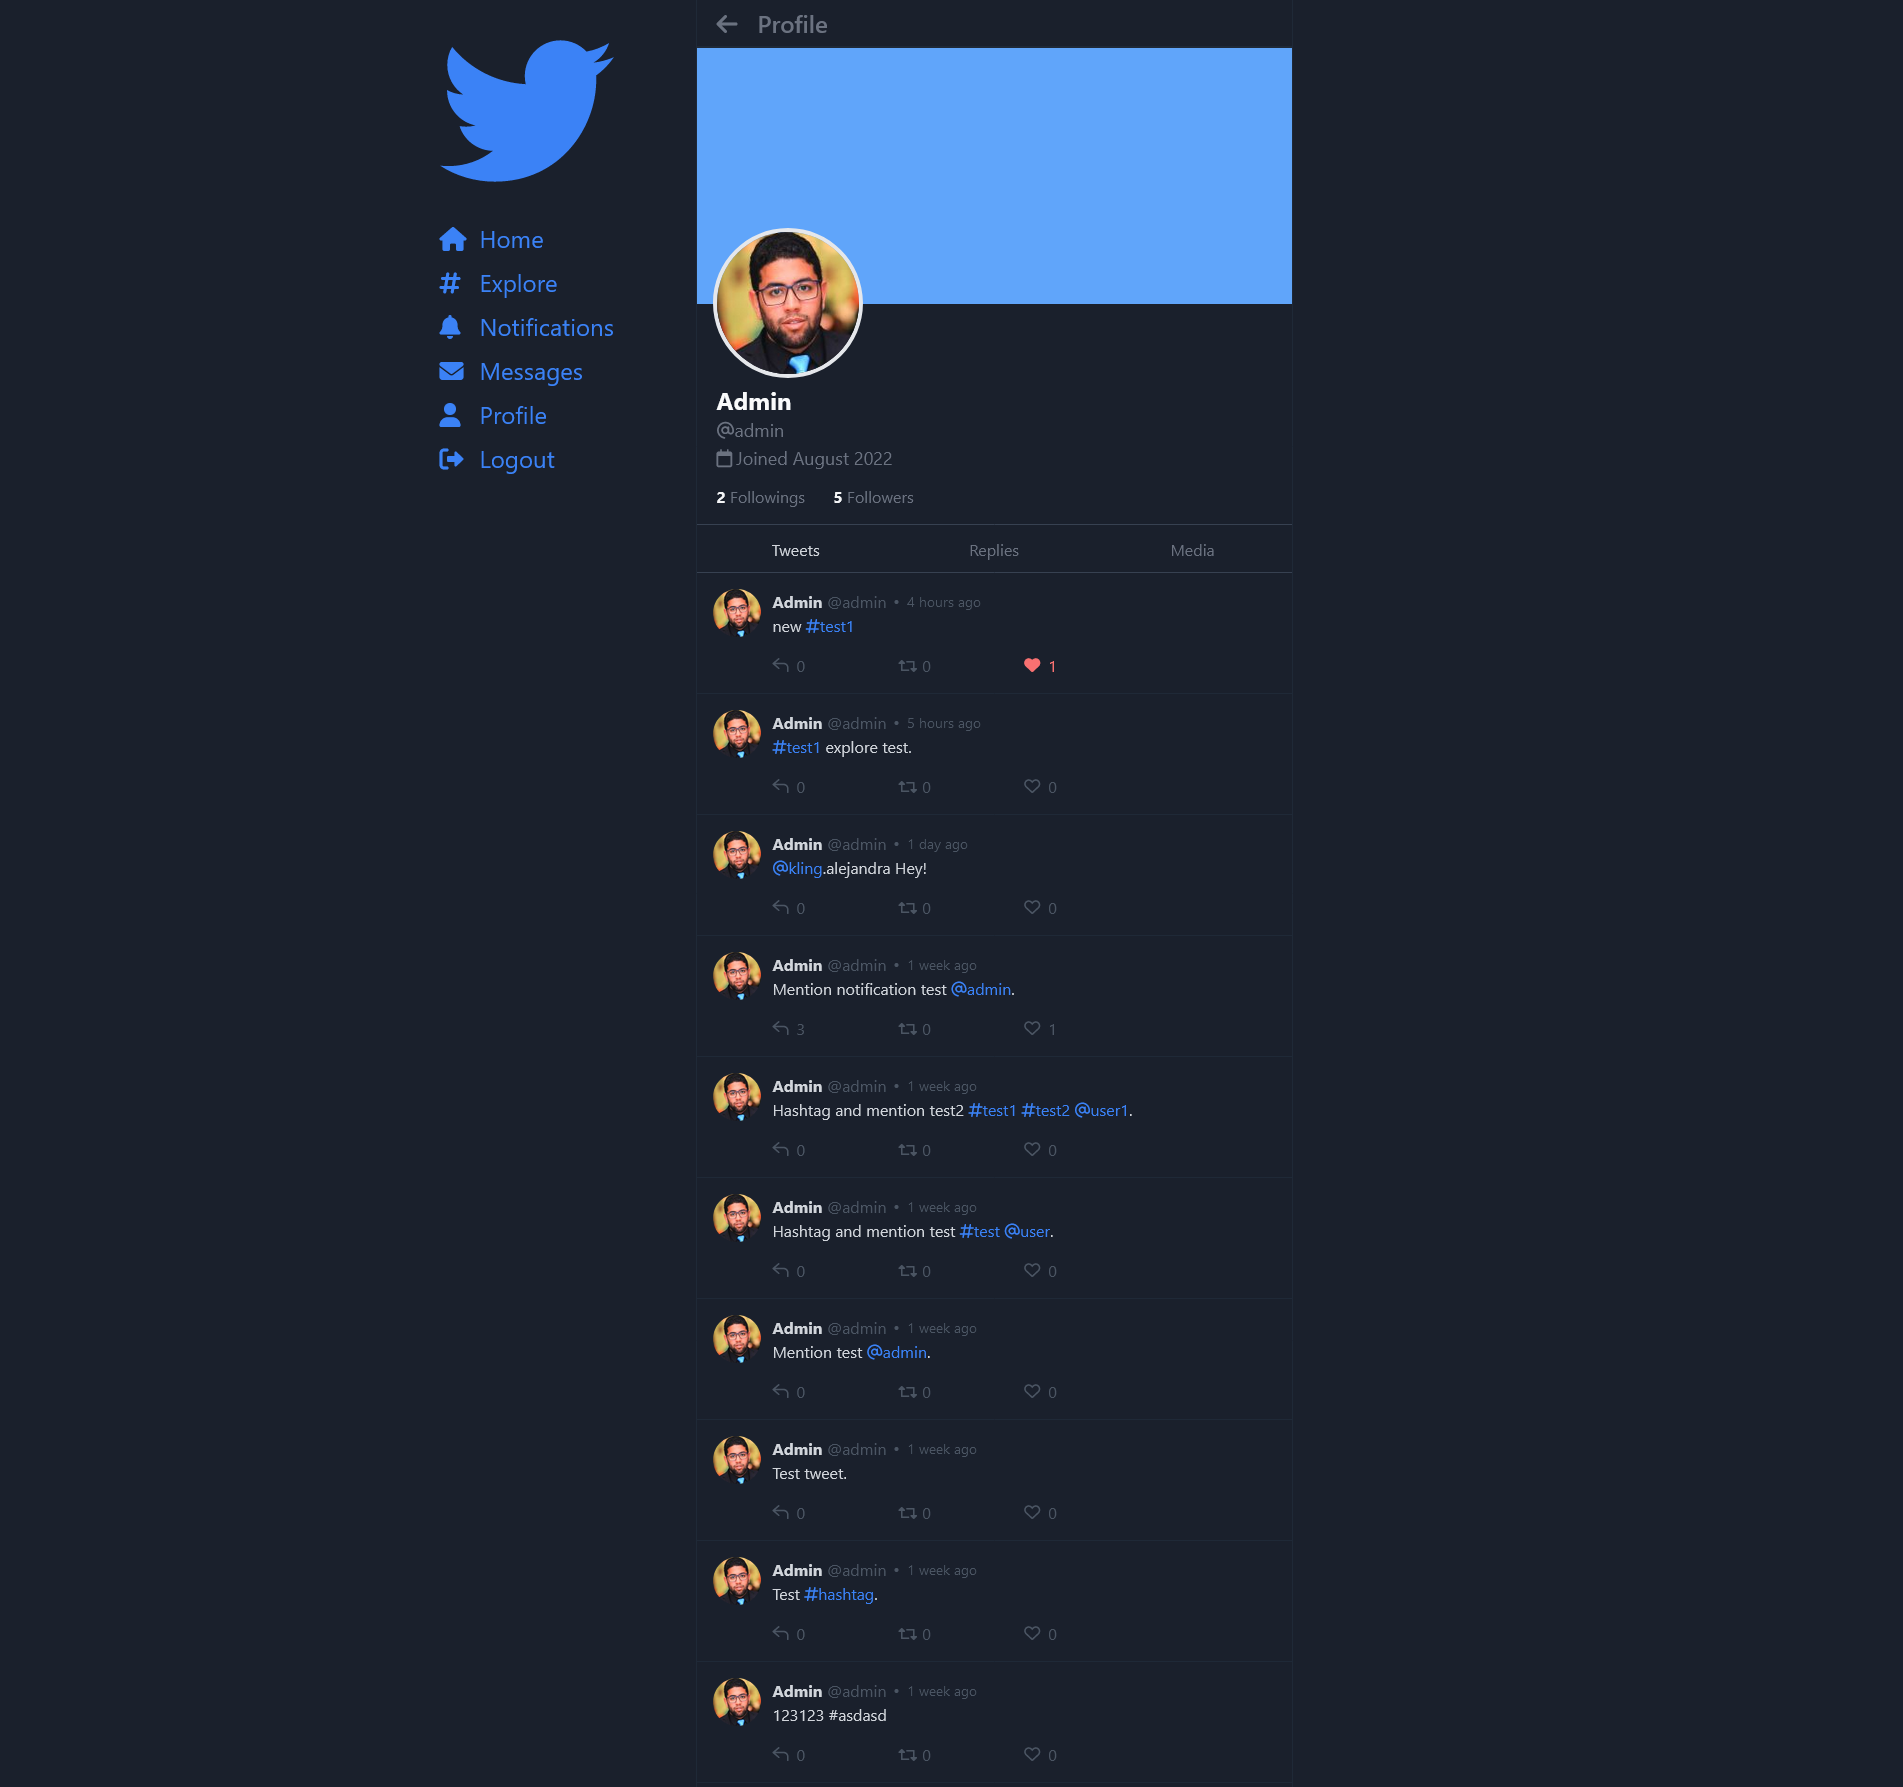 Profile
Home
Explore
Notifications
Messages
Profile
Logout
Admin
@admin
Joined August 2022
2 Followings 5 Followers
Tweets Replies Media
Admin @admin • 4 hours ago
new #test1
0 0 1
Admin @admin • 5 hours ago
#test1 explore test.
0 0 0
Admin @admin • 1 day ago
@kling.alejandra Hey!
0 0 0
Admin @admin • 1 week ago
Mention notification test @admin.
3 0 1
Admin @admin • 1 week ago
Hashtag and mention test2 #test1 #test2 @user1.
0 0 0
Admin @admin • 1 week ago
Hashtag and mention test #test @user.
0 0 0
Admin @admin • 1 week ago
Mention test @admin.
0 0 0
Admin @admin • 1 week ago
Test tweet.
0 0 0
Admin @admin • 1 week ago
Test #hashtag.
0 0 0
Admin @admin • 1 week ago
123123 #asdasd
0 0 0